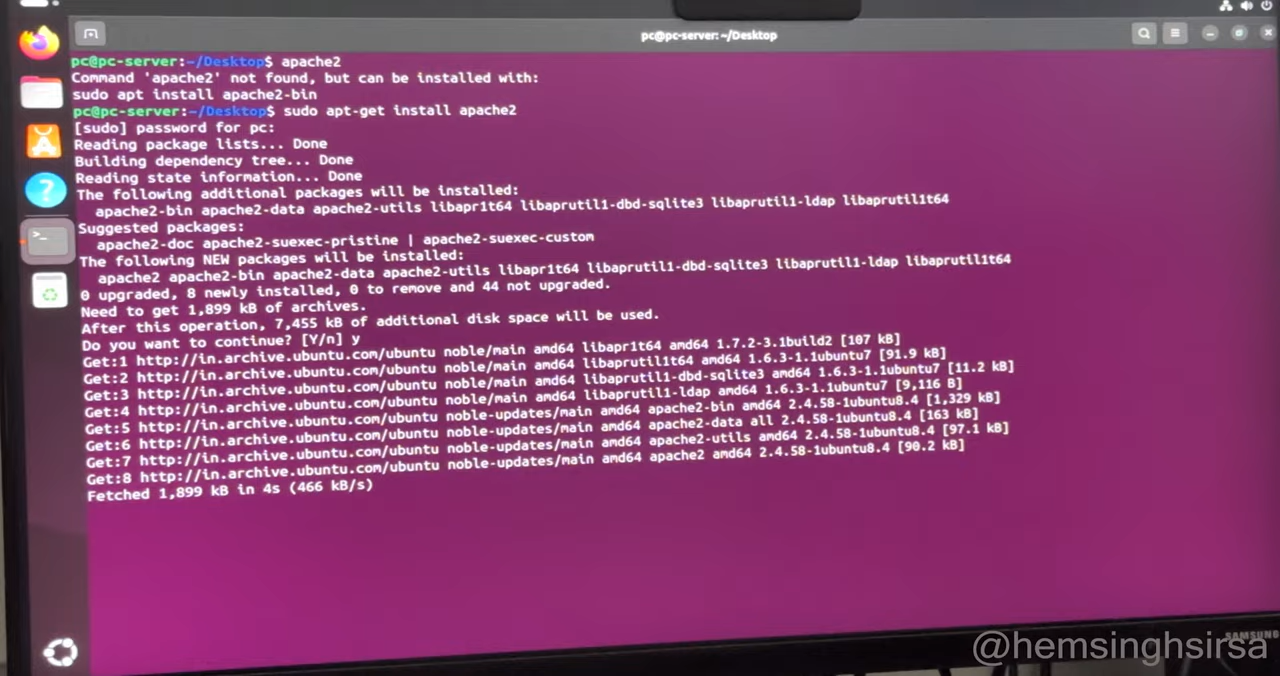 pc@pc-server: ~/Desktop
pc@pc-server:~/Desktop$ apache2
Command 'apache2' not found, but can be installed with:
sudo apt install apache2-bin
pc@pc-server:~/Desktop$ sudo apt-get install apache2
[sudo] password for pc:
Reading package lists... Done
Building dependency tree... Done
Reading state information... Done
The following additional packages will be installed:
apache2-bin apache2-data apache2-utils libapr1t64 libaprutil1-dbd-sqlite3 libaprutil1-ldap libaprutil1t64
Suggested packages:
apache2-doc apache2-suexec-pristine | apache2-suexec-custom
The following NEW packages will be installed:
apache2 apache2-bin apache2-data apache2-utils libapr1t64 libaprutil1-dbd-sqlite3 libaprutil1-ldap libaprutil1t64
0 upgraded, 8 newly installed, 0 to remove and 44 not upgraded.
Need to get 1,899 kB of archives.
After this operation, 7,455 kB of additional disk space will be used.
Do you want to continue? [Y/n] y
Get:1 http://in.archive.ubuntu.com/ubuntu noble/main amd64 libapr1t64 amd64 1.7.2-3.1build2 [107 kB]
Get:2 http://in.archive.ubuntu.com/ubuntu noble/main amd64 libaprutil1t64 amd64 1.6.3-1.1ubuntu7 [91.9 kB]
Get:3 http://in.archive.ubuntu.com/ubuntu noble/main amd64 libaprutil1-dbd-sqlite3 amd64 1.6.3-1.1ubuntu7 [11.2 kB]
Get:4 http://in.archive.ubuntu.com/ubuntu noble/main amd64 libaprutil1-ldap amd64 1.6.3-1.1ubuntu7 [9,116 B]
Get:5 http://in.archive.ubuntu.com/ubuntu noble-updates/main amd64 apache2-bin amd64 2.4.58-1ubuntu8.4 [1,329 kB]
Get:6 http://in.archive.ubuntu.com/ubuntu noble-updates/main amd64 apache2-data all 2.4.58-1ubuntu8.4 [163 kB]
Get:7 http://in.archive.ubuntu.com/ubuntu noble-updates/main amd64 apache2-utils amd64 2.4.58-1ubuntu8.4 [97.1 kB]
Get:8 http://in.archive.ubuntu.com/ubuntu noble-updates/main amd64 apache2 amd64 2.4.58-1ubuntu8.4 [90.2 kB]
Fetched 1,899 kB in 4s (466 kB/s)
SAMSUNG
@hemsinghsirsa